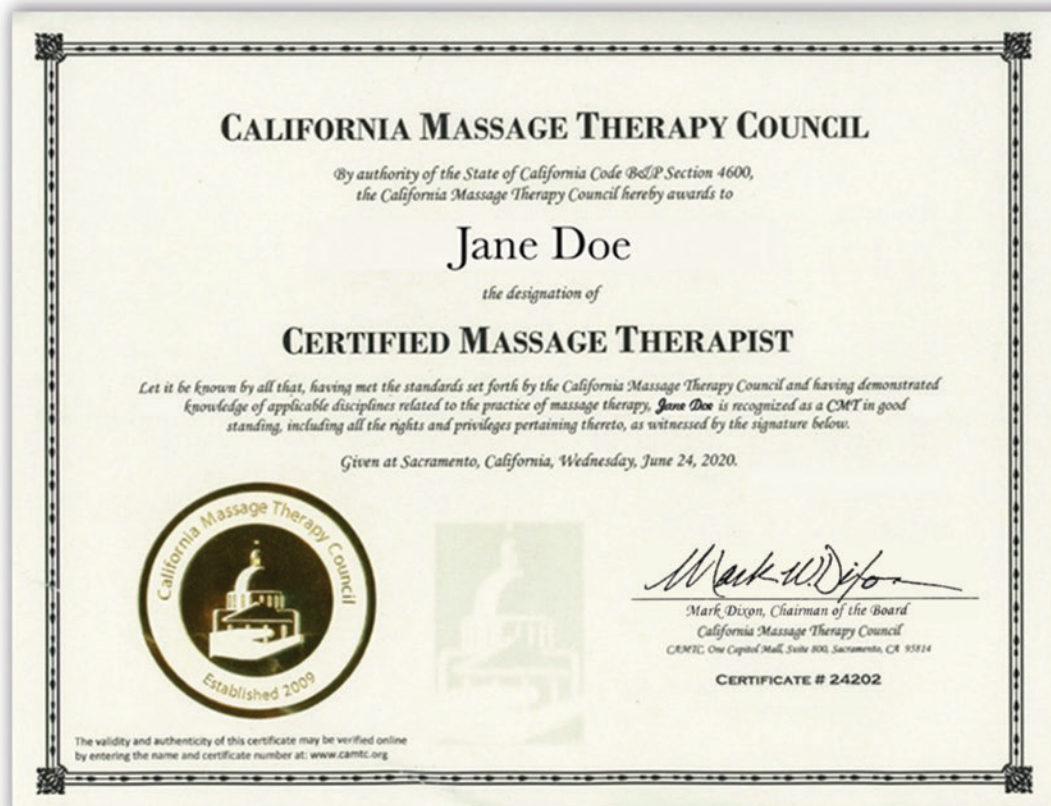 CALIFORNIA MASSAGE THERAPY COUNCIL
By authority of the State of California Code B&P Section 4600,
the California Massage Therapy Council hereby awards to
Jane Doe
the designation of
CERTIFIED MASSAGE THERAPIST
Let it be known by all that, having met the standards set forth by the California Massage Therapy Council and having demonstrated
knowledge of applicable disciplines related to the practice of massage therapy, Jane Doe is recognized as a CMT in good
standing, including all the rights and privileges pertaining thereto, as witnessed by the signature below.
Given at Sacramento, California, Wednesday, June 24, 2020.
California Massage Therapy Council
Established 2009
Mark W Dixon
Mark Dixon, Chairman of the Board
California Massage Therapy Council
CAMTC, One Capitol Mall, Suite 800, Sacramento, CA 95814
CERTIFICATE # 24202
The validity and authenticity of this certificate may be verified online
by entering the name and certificate number at: www.camtc.org